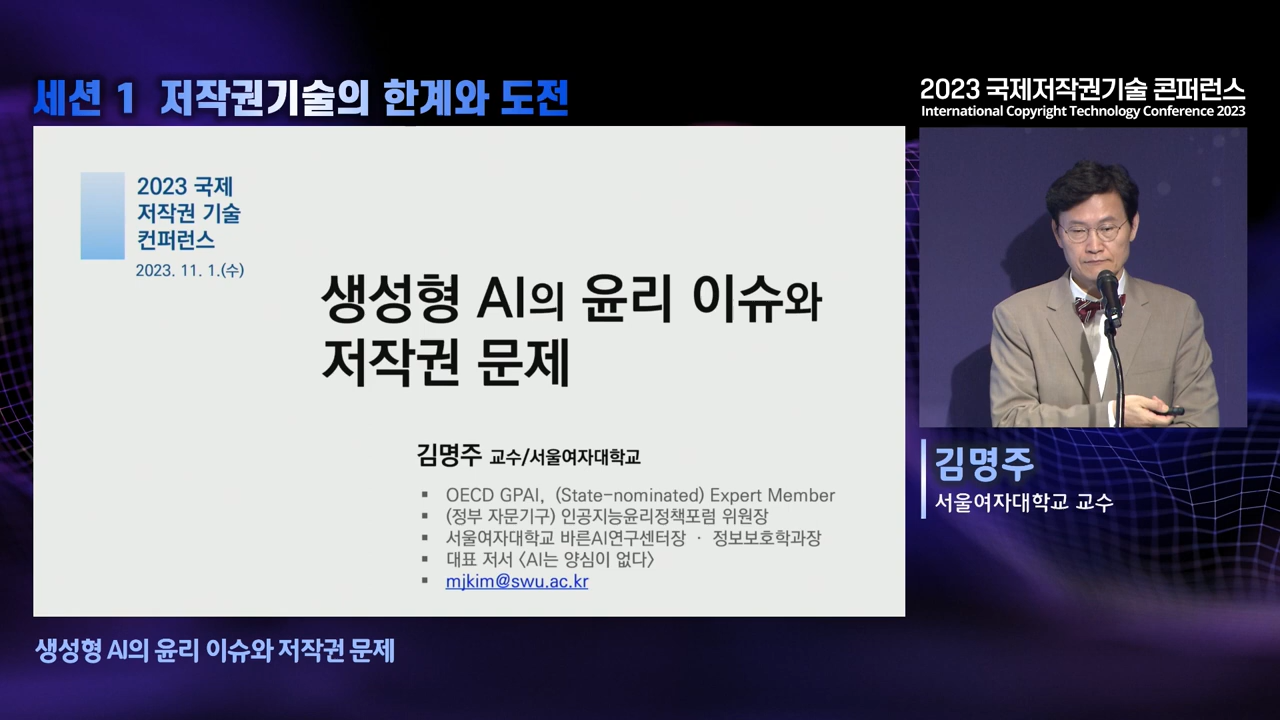 세션 1 저작권기술의 한계와 도전
2023 국제저작권기술 콘퍼런스
International Copyright Technology Conference 2023
2023 국제
저작권 기술
컨퍼런스
2023. 11. 1.(수)
생성형 AI의 윤리 이슈와
저작권 문제
김명주 교수/서울여자대학교
▪ OECD GPAI, (State-nominated) Expert Member
▪ (정부 자문기구) 인공지능윤리정책포럼 위원장
▪ 서울여자대학교 바른AI연구센터장 · 정보보호학과장
▪ 대표 저서 <AI는 양심이 없다>
▪ mjkim@swu.ac.kr
김명주
서울여자대학교 교수
생성형 AI의 윤리 이슈와 저작권 문제